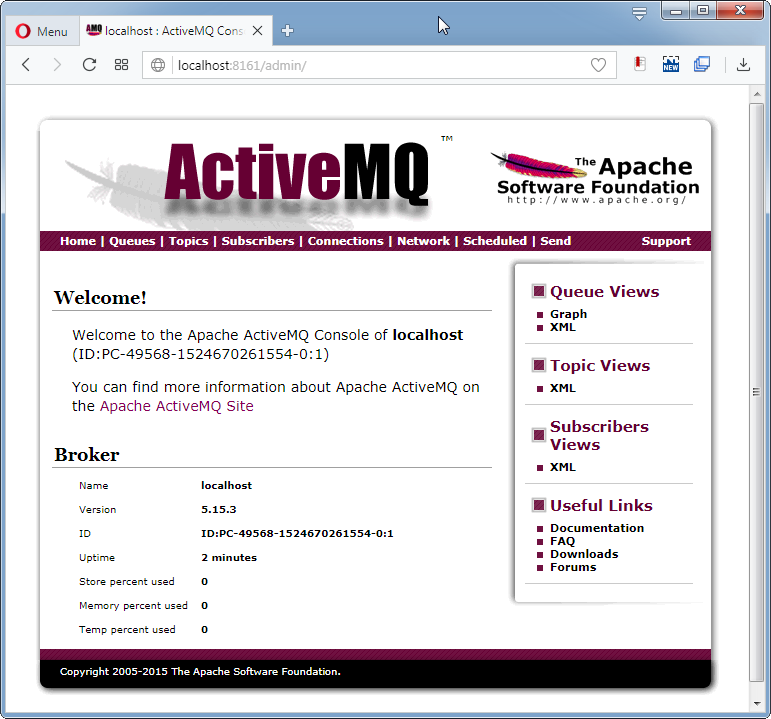 Menu
localhost : ActiveMQ Cons
localhost:8161/admin/
NEW
ActiveMQ ™
The Apache
Software Foundation
http://www.apache.org/
Home | Queues | Topics | Subscribers | Connections | Network | Scheduled | Send
Support
Welcome!
Welcome to the Apache ActiveMQ Console of localhost
(ID:PC-49568-1524670261554-0:1)
You can find more information about Apache ActiveMQ on
the Apache ActiveMQ Site
Broker
Name localhost
Version 5.15.3
ID ID:PC-49568-1524670261554-0:1
Uptime 2 minutes
Store percent used 0
Memory percent used 0
Temp percent used 0
Queue Views
Graph
XML
Topic Views
XML
Subscribers
Views
XML
Useful Links
Documentation
FAQ
Downloads
Forums
Copyright 2005-2015 The Apache Software Foundation.